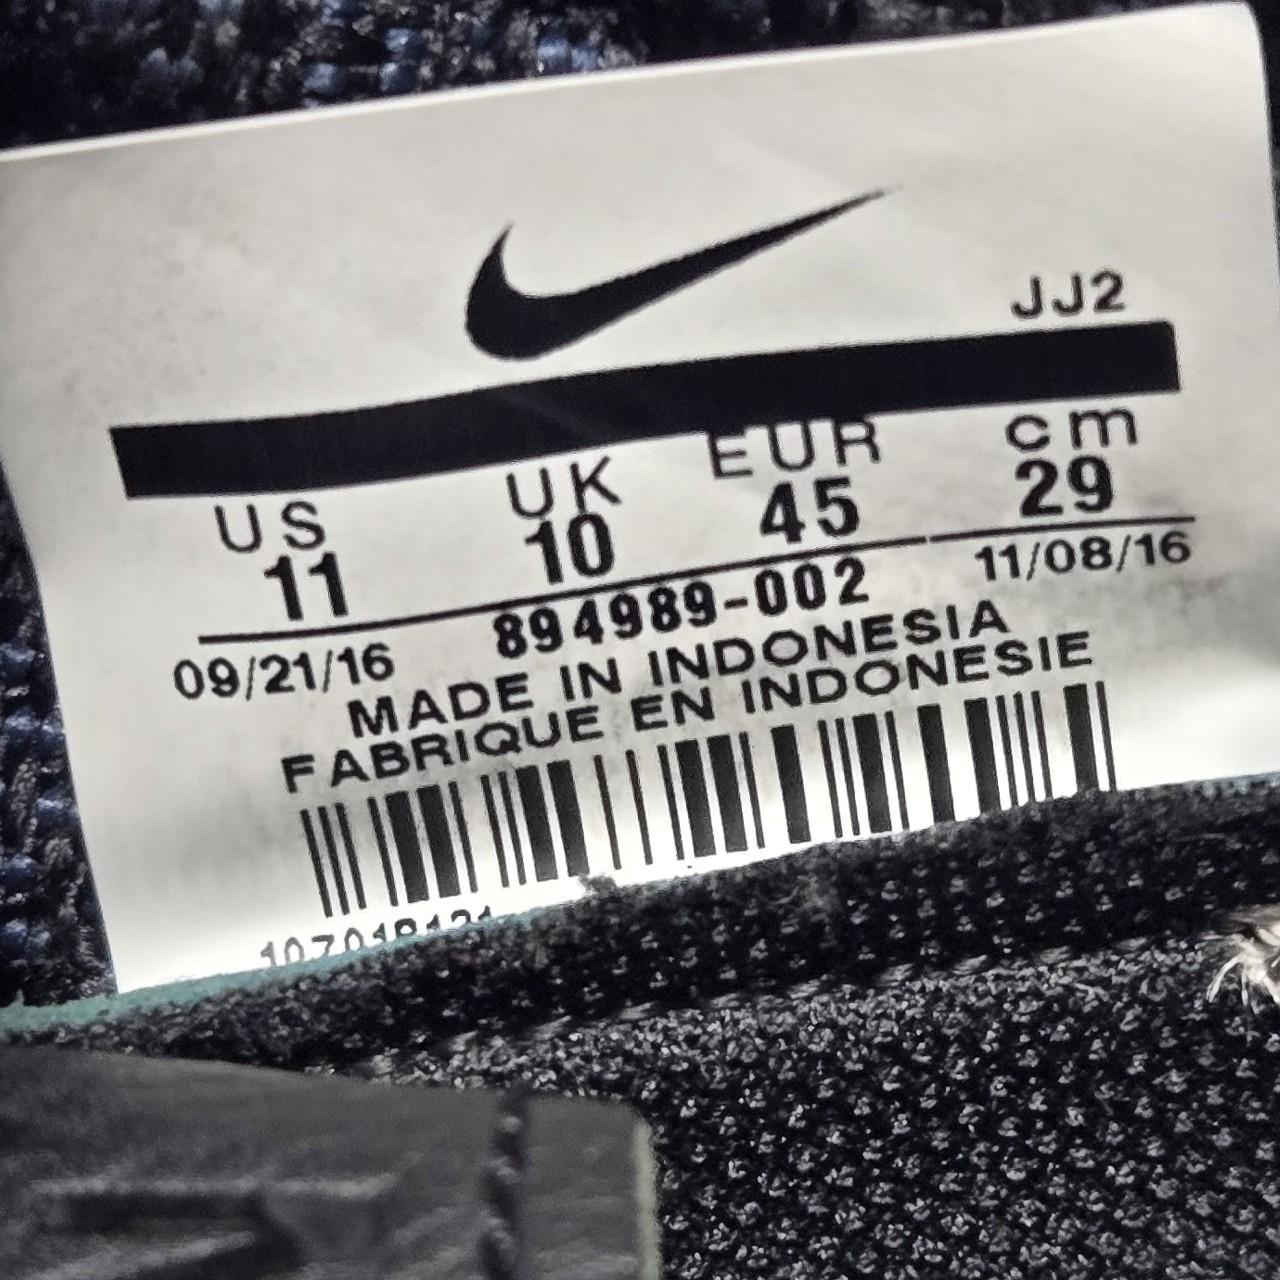 JJ2
US UK EUR cm
11 10 45 29
09/21/16 894989-002 11/08/16
MADE IN INDONESIA
FABRIQUE EN INDONESIE